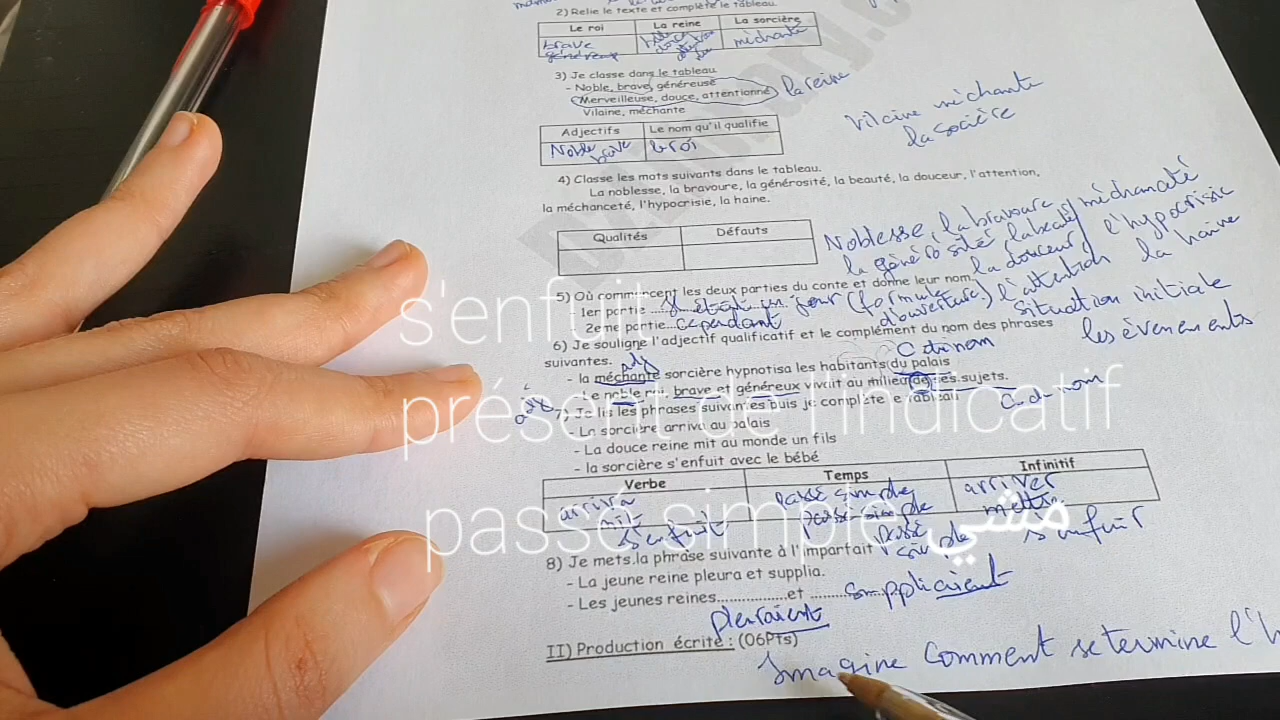 2) Relie le texte et complète le tableau.
Le roi La reine La sorcière
brave méchante
généreux
3) Je classe dans le tableau
- Noble, brave, généreuse
Merveilleuse, douce, attentionné la reine
Vilaine, méchante
Vilaine méchante
la socière
Adjectifs Le nom qu'il qualifie
Noble brave le roi
4) Classe les mots suivants dans le tableau.
La noblesse, la bravoure, la générosité, la beauté, la douceur, l'attention,
la méchanceté, l'hypocrisie, la haine.
Qualités Défauts
Noblesse, la bravoure / méchanceté
la générosité, la beauté l'hypocrisie
la douceur, la haine
l'attention
5) Où commencent les deux parties du conte et donne leur nom
- 1er partie ..... Il était un jour (formule d'ouverture) situation initiale
- 2eme partie... Cependant les évènements
6) Je souligne l'adjectif qualificatif et le complément du nom des phrases
suivantes.
adj C du nom
- la méchante sorcière hypnotisa les habitants du palais
- Le noble roi, brave et généreux vivait au milieu de ses sujets.
adj C. du nom
7) Je lis les phrases suivantes puis je complète le tableau
- La sorcière arriva au palais
- La douce reine mit au monde un fils
- la sorcière s'enfuit avec le bébé
Verbe Temps Infinitif
arriva passé simple arriver
mit passé simple mettre
s'enfuit passé simple s'enfuir
8) Je mets la phrase suivante à l'imparfait
- La jeune reine pleura et supplia.
- Les jeunes reines................et ........ suppliaient
pleuraient
II) Production écrite : (06Pts)
Imagine comment se termine l'h
s'enfuit
présent de l'indicatif
passé simple مشي